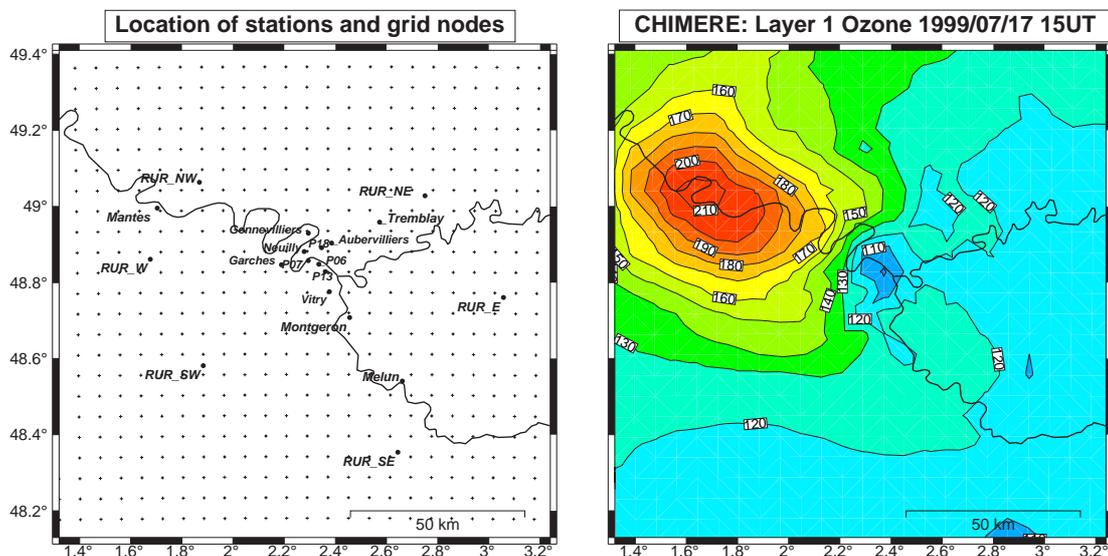 Location of stations and grid nodes
49.4°
49.2°
49°
48.8°
48.6°
48.4°
48.2°
1.4°
1.6°
1.8°
2°
2.2°
2.4°
2.6°
2.8°
3°
3.2°
RUR_NW
RUR_NE
Mantes
Tremblay
Gennevilliers
Aubervilliers
P18
Neuilly
Garches
P07
P06
P13
RUR_W
Vitry
RUR_E
Montgeron
RUR_SW
Melun
RUR_SE
50 km
CHIMERE: Layer 1 Ozone 1999/07/17 15UT
160
170
200
180
210
150
120
120
190
170
110
180
130
160
140
120
130
120
120
50 km
1.4°
1.6°
1.8°
2°
2.2°
2.4°
2.6°
2.8°
3°
3.2°